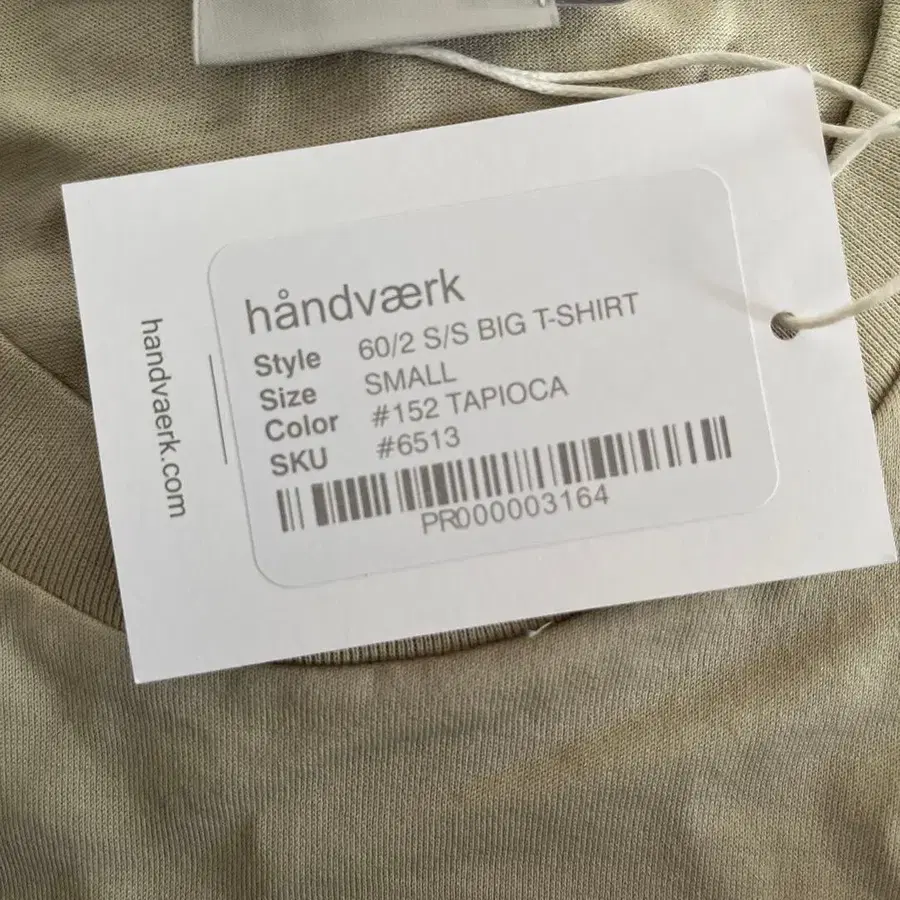 håndværk
Style 60/2 S/S BIG T-SHIRT
Size SMALL
Color #152 TAPIOCA
SKU #6513
PR000003164
handvaerk.com